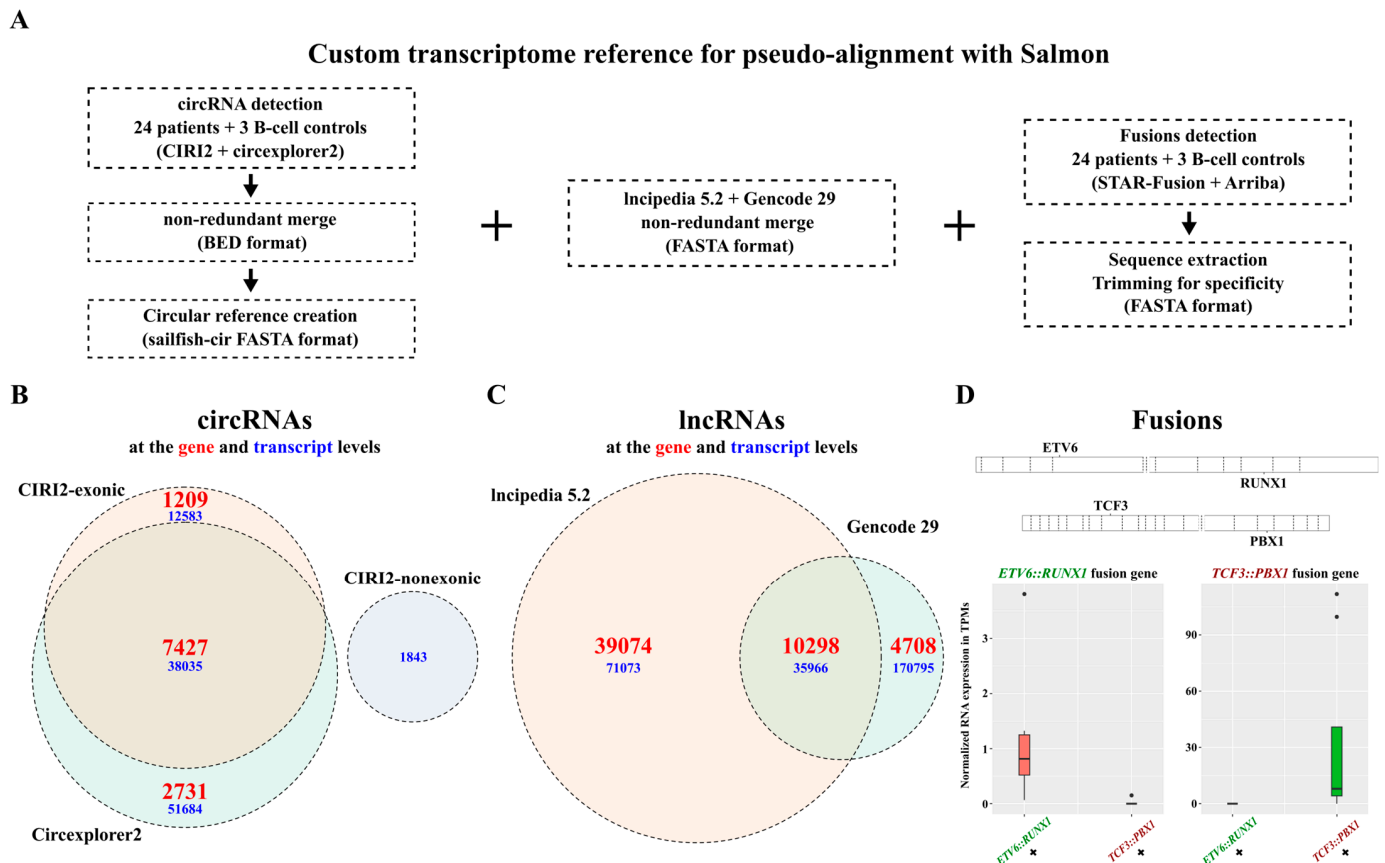 A
Custom transcriptome reference for pseudo-alignment with Salmon
circRNA detection
24 patients + 3 B-cell controls
(CIRI2 + circexplorer2)
non-redundant merge
(BED format)
Circular reference creation
(sailfish-cir FASTA format)
+
lncipedia 5.2 + Gencode 29
non-redundant merge
(FASTA format)
+
Fusions detection
24 patients + 3 B-cell controls
(STAR-Fusion + Arriba)
Sequence extraction
Trimming for specificity
(FASTA format)
B
circRNAs
at the gene and transcript levels
CIRI2-exonic
1209
12583
7427
38035
2731
51684
Circexplorer2
CIRI2-nonexonic
1843
C
lncRNAs
at the gene and transcript levels
lncipedia 5.2
Gencode 29
39074
71073
10298
35966
4708
170795
D
Fusions
ETV6
RUNX1
TCF3
PBX1
ETV6::RUNX1 fusion gene
Normalized RNA expression in TPMs
3
2
1
0
ETV6::RUNX1
TCF3::PBX1
TCF3::PBX1 fusion gene
90
60
30
0
ETV6::RUNX1
TCF3::PBX1